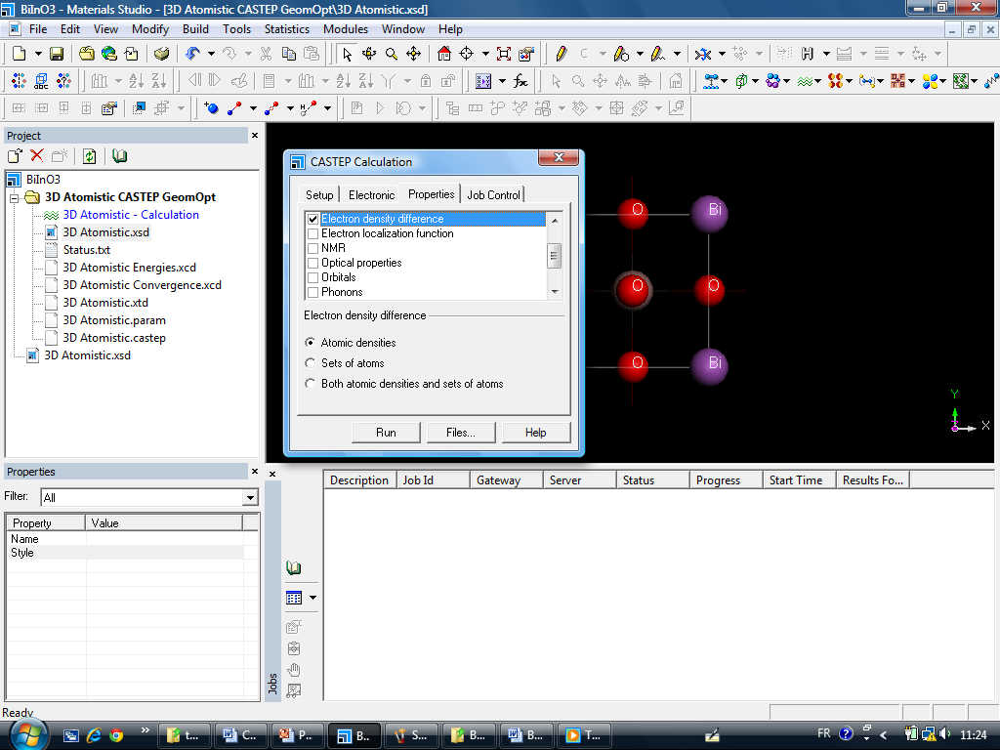 BiInO3 - Materials Studio - [3D Atomistic CASTEP GeomOpt\3D Atomistic.xsd]
File Edit View Modify Build Tools Statistics Modules Window Help
Project
BiInO3
3D Atomistic CASTEP GeomOpt
3D Atomistic - Calculation
3D Atomistic.xsd
Status.txt
3D Atomistic Energies.xcd
3D Atomistic Convergence.xcd
3D Atomistic.xtd
3D Atomistic.param
3D Atomistic.castep
3D Atomistic.xsd
CASTEP Calculation
Setup Electronic Properties Job Control
Electron density difference
Electron localization function
NMR
Optical properties
Orbitals
Phonons
Electron density difference
Atomic densities
Sets of atoms
Both atomic densities and sets of atoms
Run Files... Help
O Bi
O O
O Bi
Y
X
Properties
Filter: All
Property Value
Name
Style
Jobs
Description Job Id Gateway Server Status Progress Start Time Results Fo...
Ready
t... C... P... B... S... B... B... T... FR 11:24